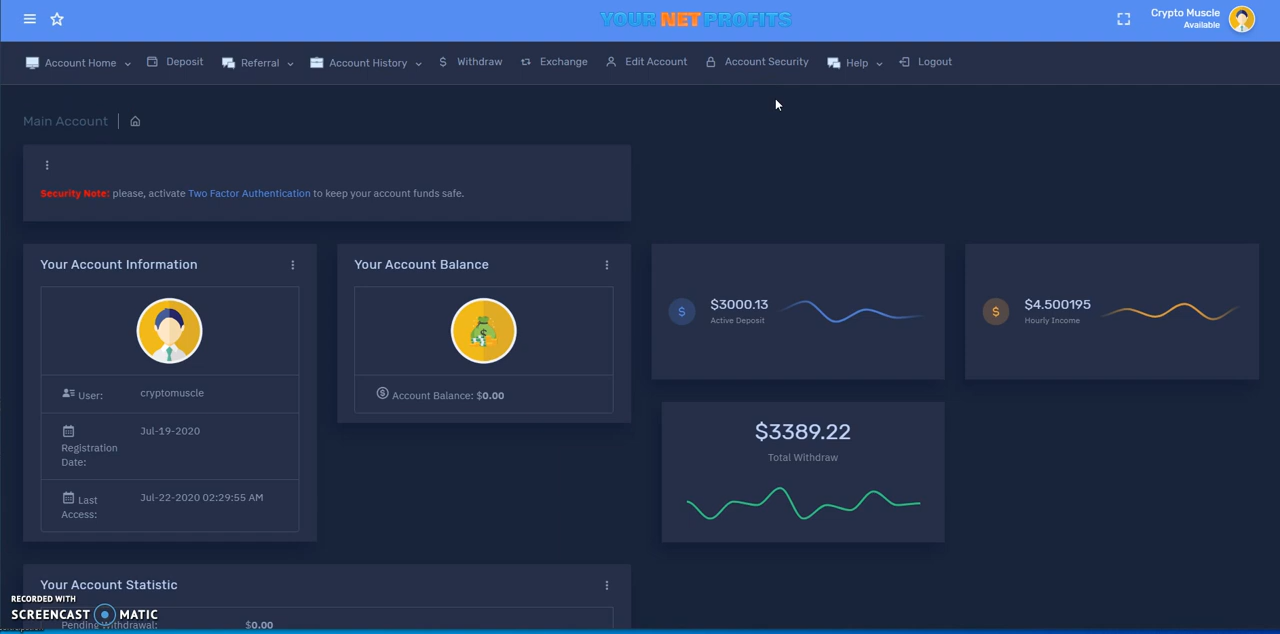 YOUR NET PROFITS
Crypto Muscle
Available
Account Home
Deposit
Referral
Account History
Withdraw
Exchange
Edit Account
Account Security
Help
Logout
Main Account
Security Note: please, activate Two Factor Authentication to keep your account funds safe.
Your Account Information
User: cryptomuscle
Registration Date: Jul-19-2020
Last Access: Jul-22-2020 02:29:55 AM
Your Account Balance
Account Balance: $0.00
$3000.13
Active Deposit
$4.500195
Hourly Income
$3389.22
Total Withdraw
Your Account Statistic
Pending Withdrawal: $0.00
RECORDED WITH
SCREENCAST MATIC